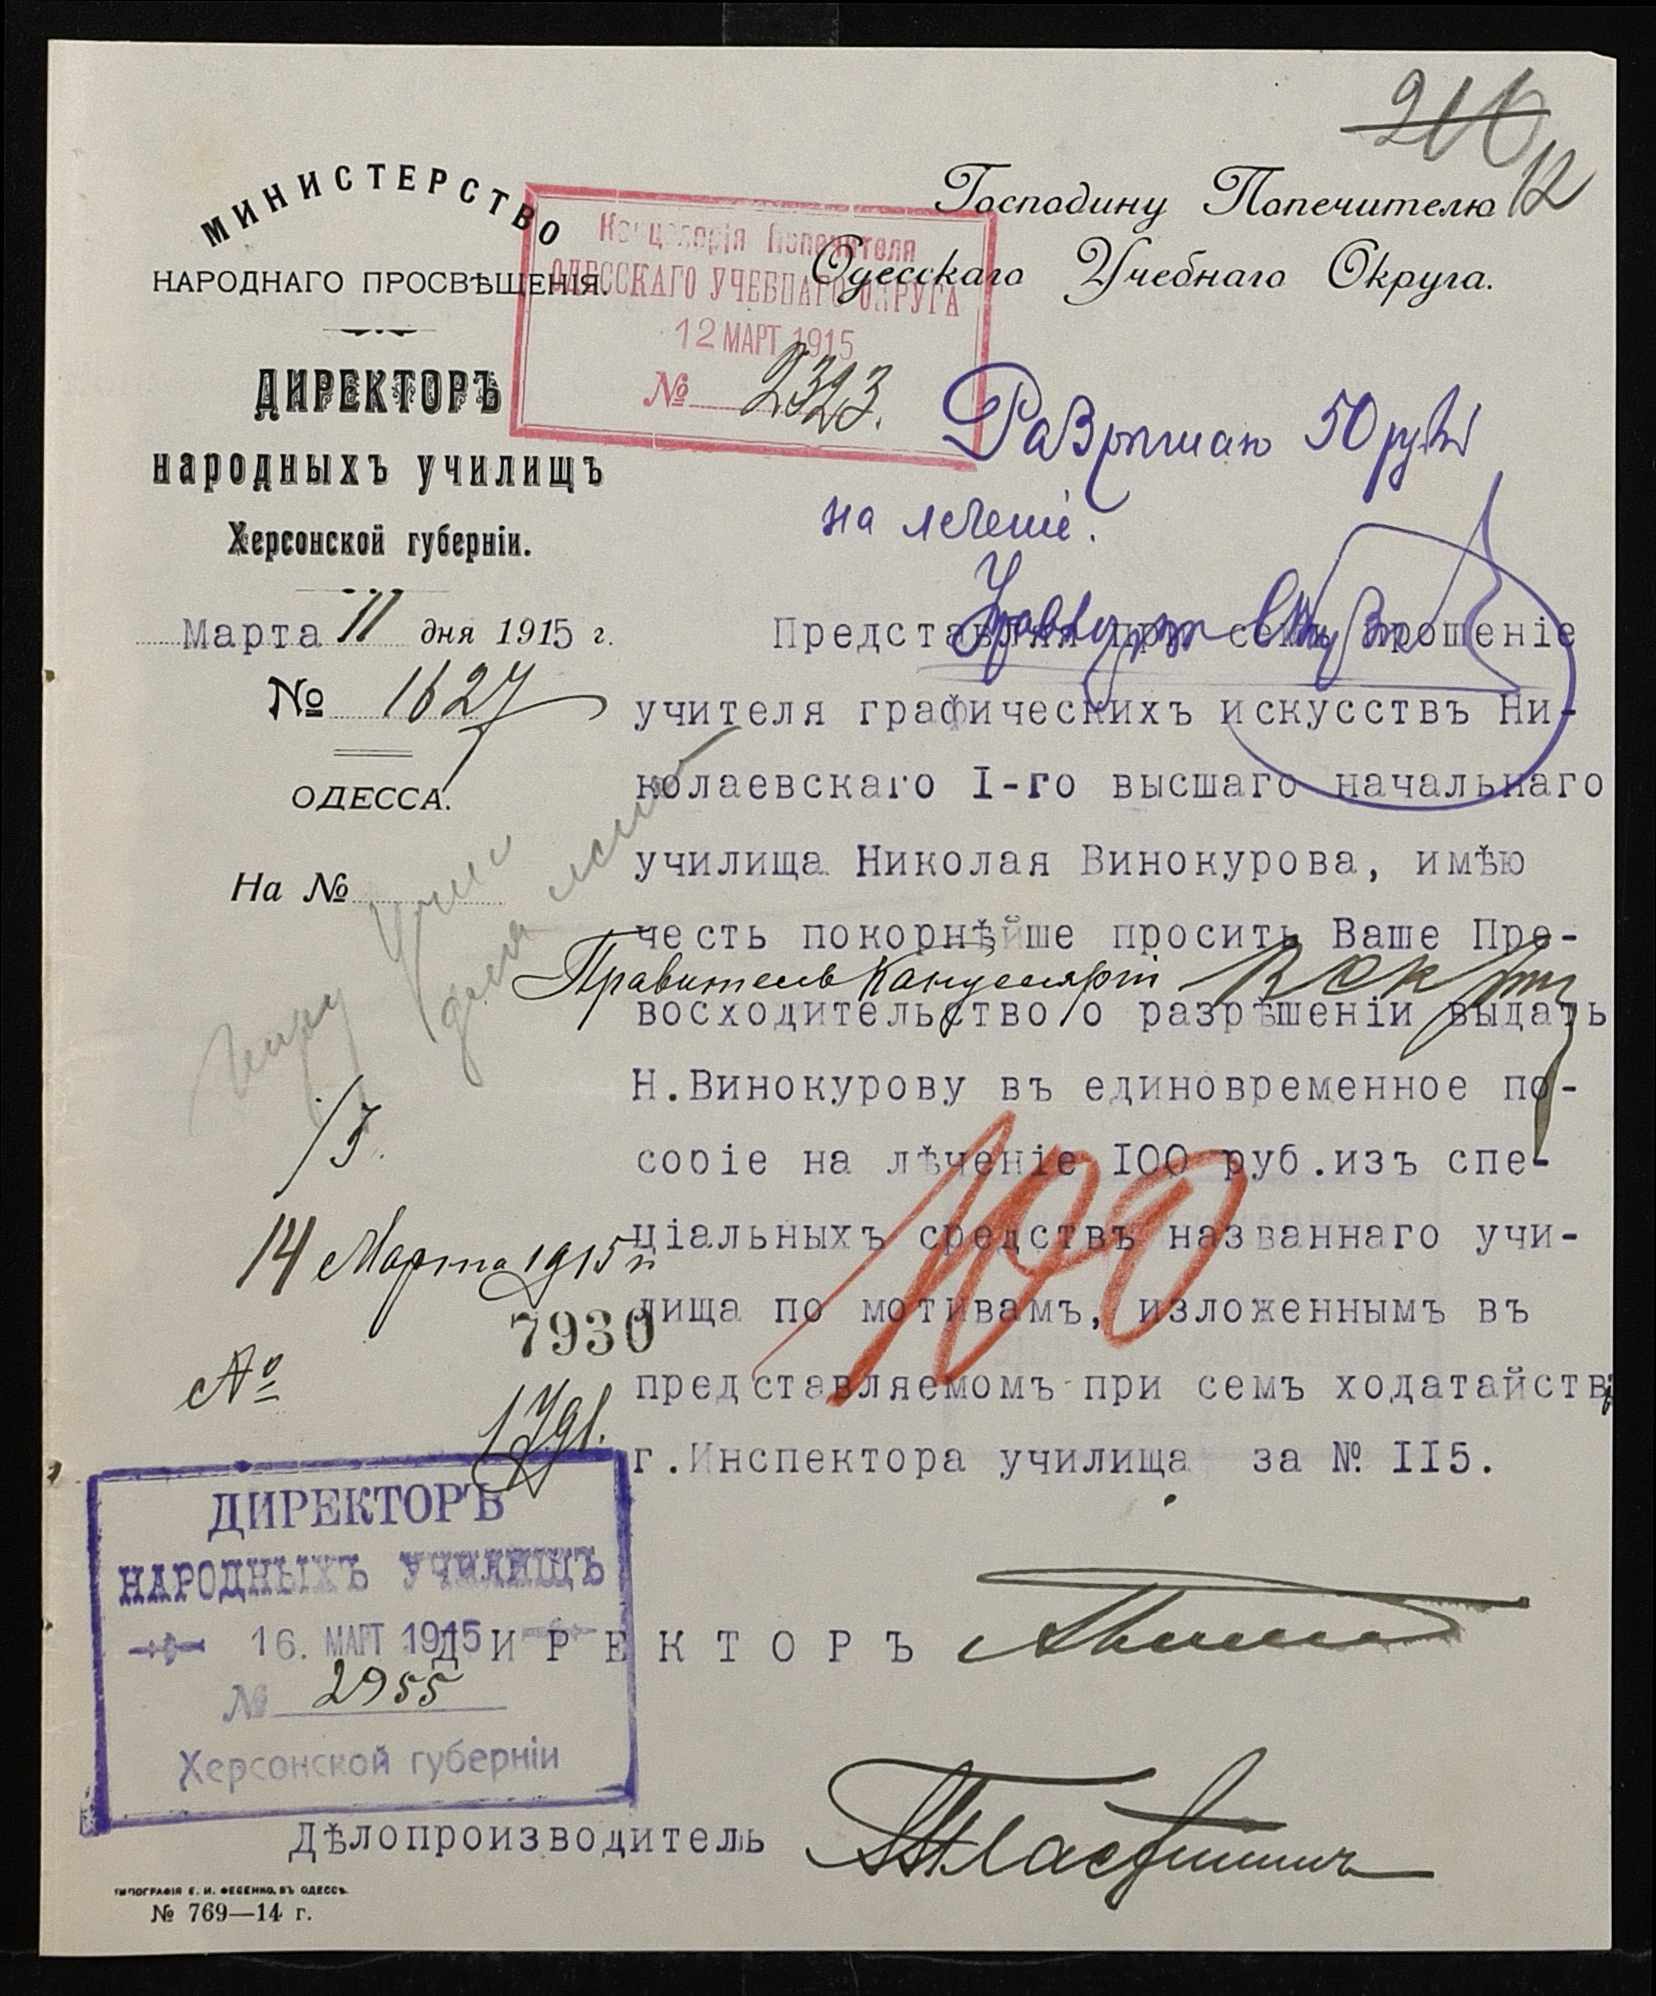 210
12
МИНИСТЕРСТВО
НАРОДНАГО ПРОСВѢЩЕНІЯ.
ДИРЕКТОРЪ
народныхъ училищъ
Херсонской губерніи.
Марта 11 дня 1915 г.
№ 1627
ОДЕССА.
На №
Канцелярія Попечителя
ОДЕССКАГО УЧЕБНАГО ОКРУГА
12 МАРТ 1915
№ 2323.
Господину Попечителю
Одесскаго Учебнаго Округа.
Разрѣшаю 50 руб
на леченіе.
Представляя при семъ прошеніе
учителя графическихъ искусствъ Ни-
колаевскаго I-го высшаго начальнаго
училища Николая Винокурова, имѣю
честь покорнѣйше просить Ваше Пре-
Правитель Канцеляріи
восходительство о разрѣшеніи выдать
Н.Винокурову въ единовременное по-
собіе на лѣченіе I00 руб.изъ спе-
ціальныхъ средствъ названнаго учи-
лища по мотивамъ, изложеннымъ въ
представляемомъ при семъ ходатайствѣ
г.Инспектора училища за № II5.
100
14 Марта 1915 г
7930
№
ДИРЕКТОРЪ
НАРОДНЫХЪ УЧИЛИЩЪ
16. МАРТ 1915
№ 2955
Херсонской губерніи
ДИРЕКТОРЪ
Дѣлопроизводитель
ТИПОГРАФІЯ Е. И. ФЕСЕНКО, ВЪ ОДЕССѢ.
№ 769—14 г.